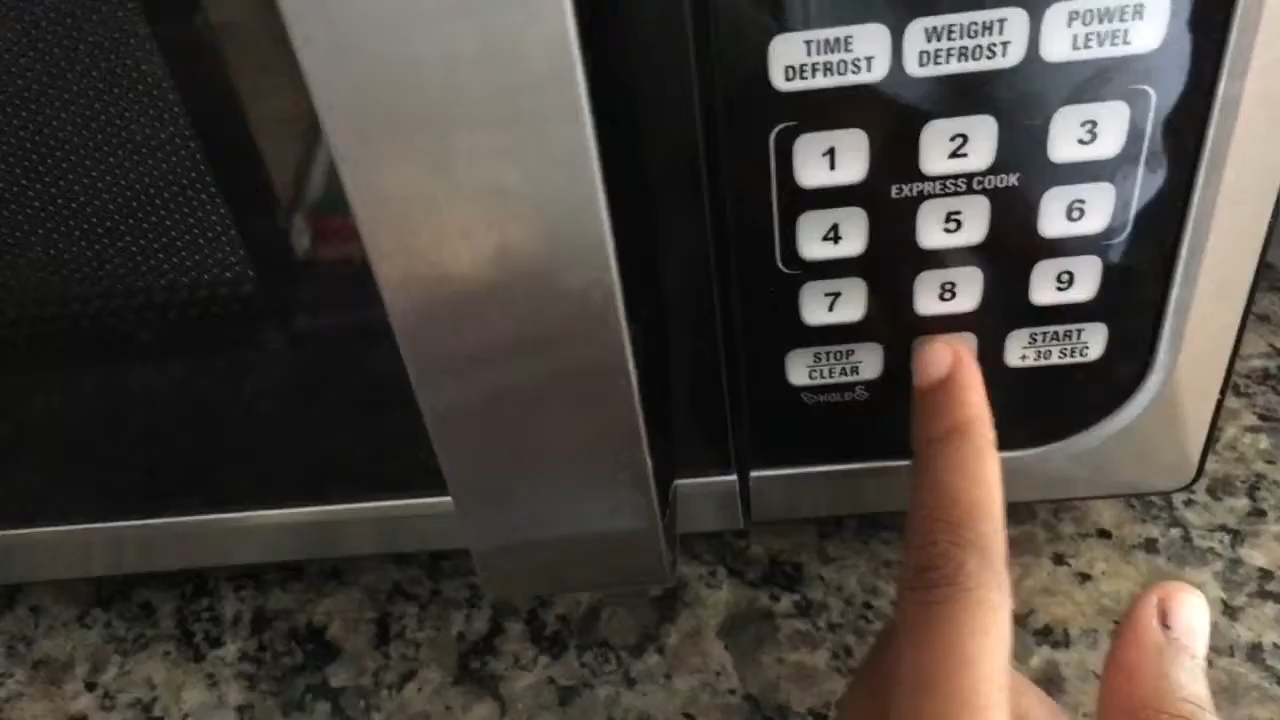 TIME
DEFROST
WEIGHT
DEFROST
POWER
LEVEL
1
2
3
EXPRESS COOK
4
5
6
7
8
9
STOP
CLEAR
START
+30 SEC
HOLD